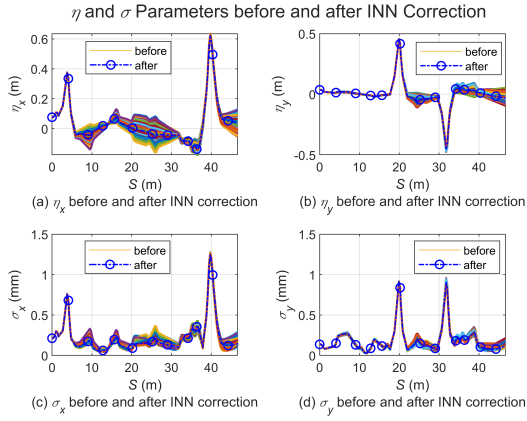 η and σ Parameters before and after INN Correction
0.6
0.4
0.2
0
η_x (m)
before
after
0 10 20 30 40
S (m)
(a) η_x before and after INN correction
0.5
0
-0.5
η_y (m)
before
after
0 10 20 30 40
S (m)
(b) η_y before and after INN correction
1.5
1
0.5
0
σ_x (mm)
before
after
0 10 20 30 40
S (m)
(c) σ_x before and after INN correction
1.5
1
0.5
0
σ_y (mm)
before
after
0 10 20 30 40
S (m)
(d) σ_y before and after INN correction